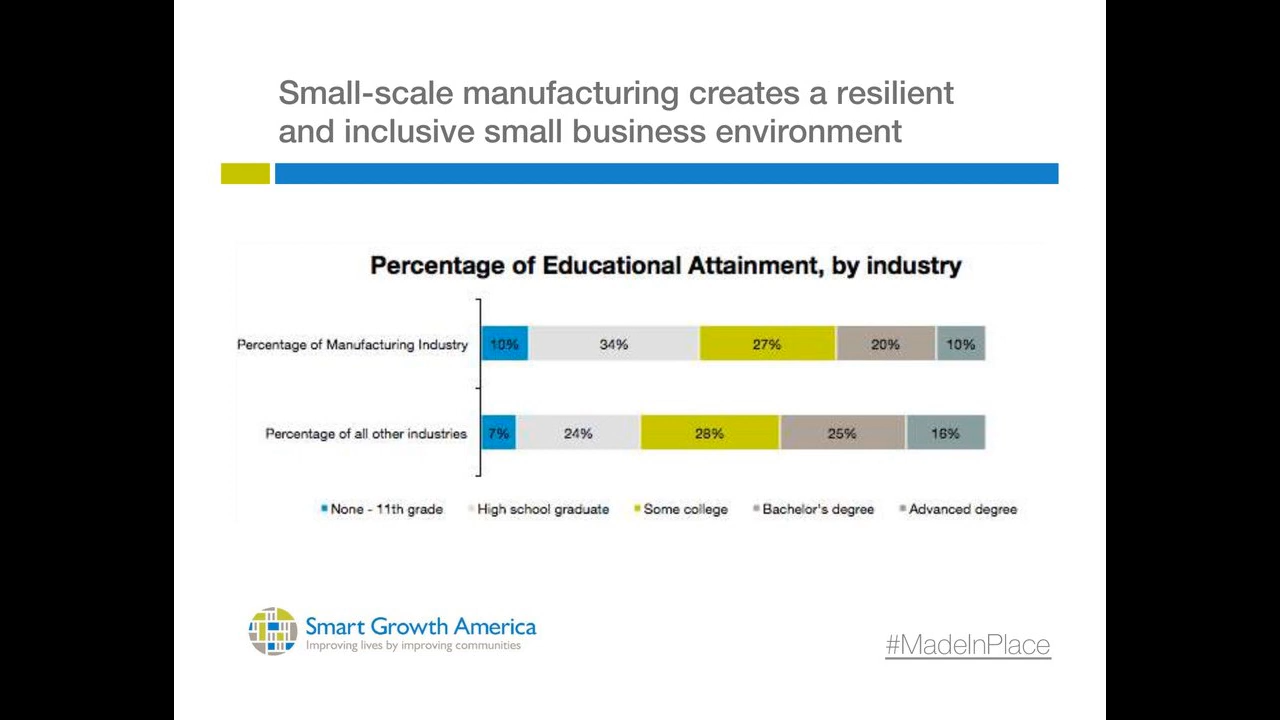 Small-scale manufacturing creates a resilient
and inclusive small business environment
Percentage of Educational Attainment, by industry
Percentage of Manufacturing Industry 10% 34% 27% 20% 10%
Percentage of all other industries 7% 24% 28% 25% 16%
None - 11th grade High school graduate Some college Bachelor's degree Advanced degree
Smart Growth America
Improving lives by improving communities
#MadeInPlace